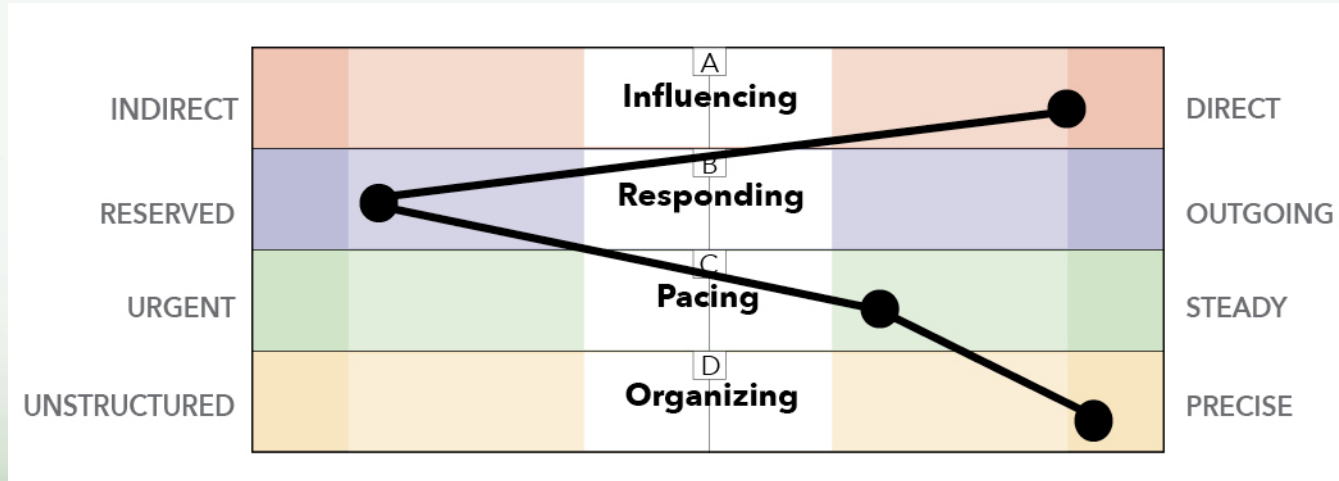 A
Influencing
INDIRECT
DIRECT
B
Responding
RESERVED
OUTGOING
C
Pacing
URGENT
STEADY
D
Organizing
UNSTRUCTURED
PRECISE